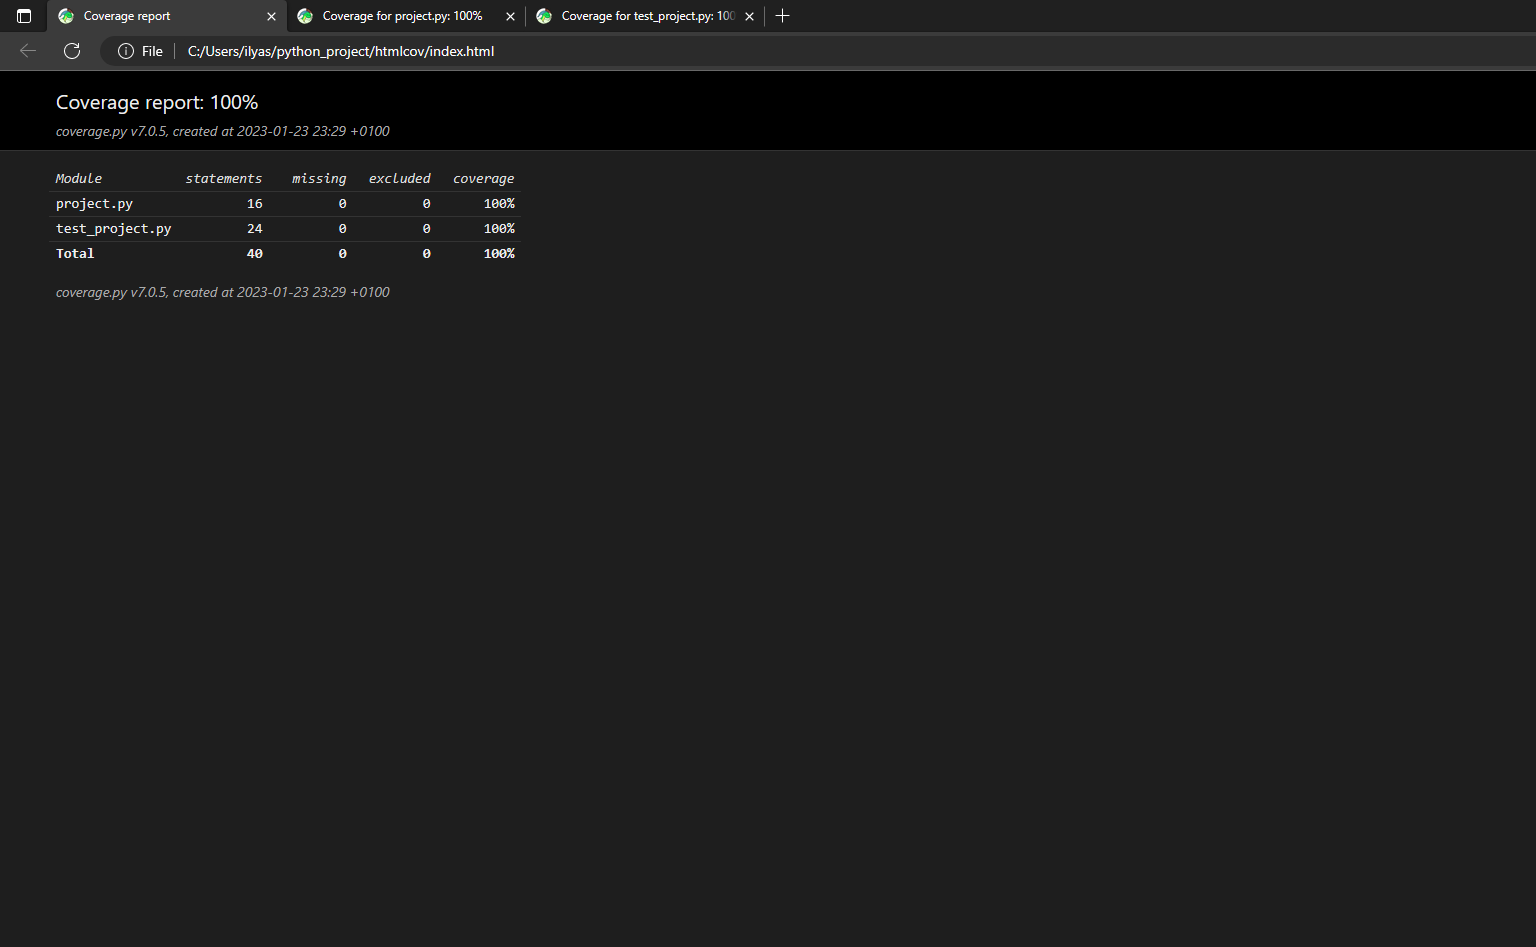 Coverage report
Coverage for project.py: 100%
Coverage for test_project.py: 100
File
C:/Users/ilyas/python_project/htmlcov/index.html
Coverage report: 100%
coverage.py v7.0.5, created at 2023-01-23 23:29 +0100
Module statements missing excluded coverage
project.py 16 0 0 100%
test_project.py 24 0 0 100%
Total 40 0 0 100%
coverage.py v7.0.5, created at 2023-01-23 23:29 +0100